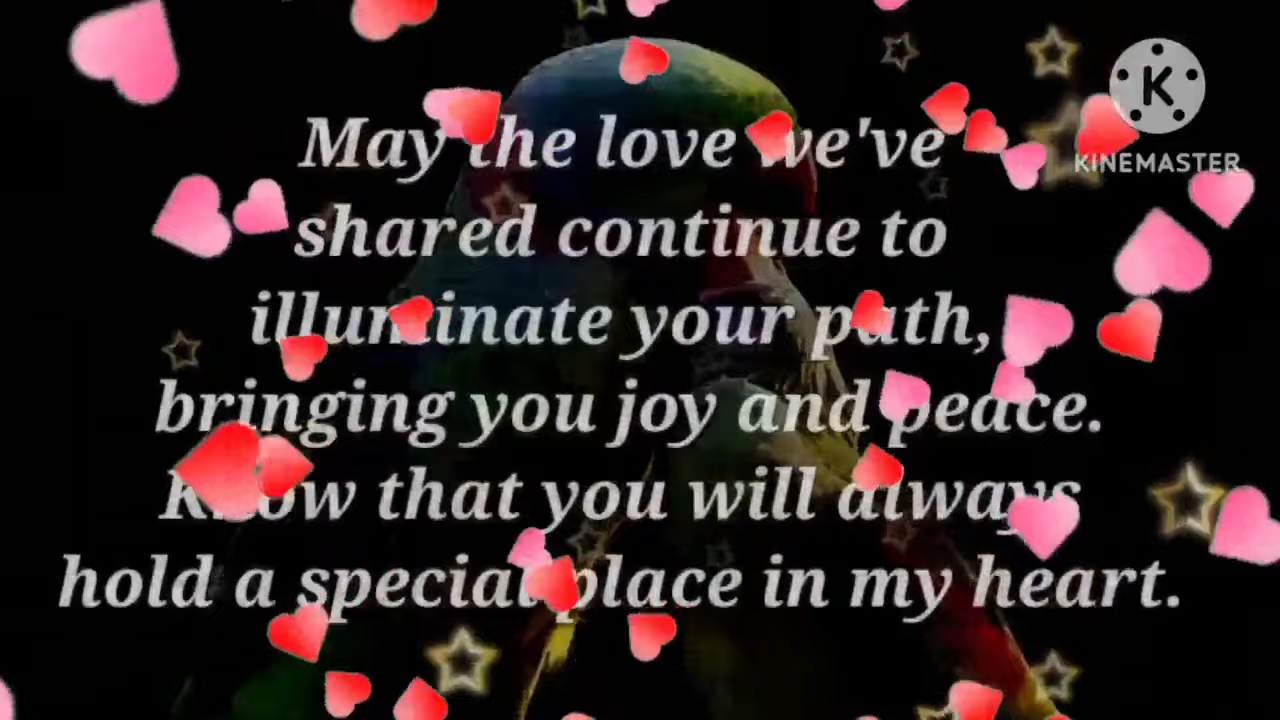 May the love we've
shared continue to
illuminate your path,
bringing you joy and peace.
Know that you will always
hold a special place in my heart.
K
KINEMASTER